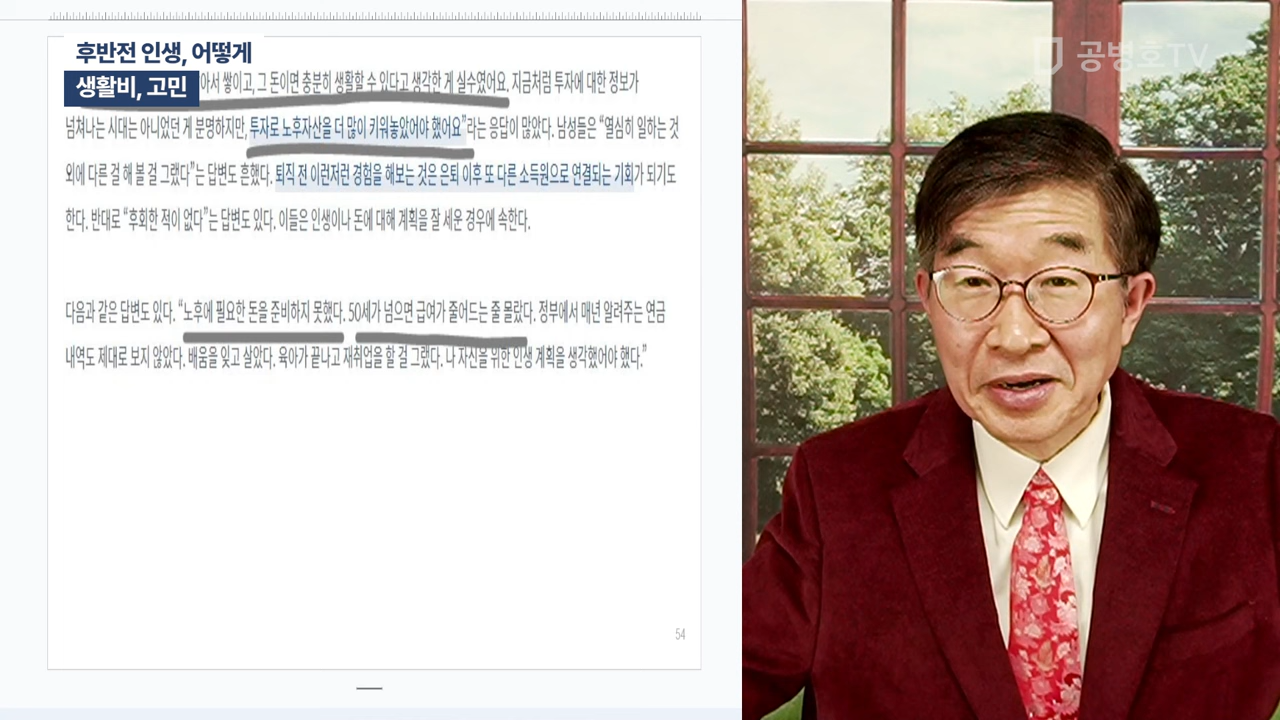 후반전 인생, 어떻게
생활비, 고민
공병호TV
아서 쌓이고, 그 돈이면 충분히 생활할 수 있다고 생각한 게 실수였어요. 지금처럼 투자에 대한 정보가
넘쳐나는 시대는 아니었던 게 분명하지만, 투자로 노후자산을 더 많이 키워놓았어야 했어요”라는 응답이 많았다. 남성들은 “열심히 일하는 것
외에 다른 걸 해 볼 걸 그랬다”는 답변도 흔했다. 퇴직 전 이런저런 경험을 해보는 것은 은퇴 이후 또 다른 소득원으로 연결되는 기회가 되기도
한다. 반대로 “후회한 적이 없다”는 답변도 있다. 이들은 인생이나 돈에 대해 계획을 잘 세운 경우에 속한다.
다음과 같은 답변도 있다. “노후에 필요한 돈을 준비하지 못했다. 50세가 넘으면 급여가 줄어드는 줄 몰랐다. 정부에서 매년 알려주는 연금
내역도 제대로 보지 않았다. 배움을 잊고 살았다. 육아가 끝나고 재취업을 할 걸 그랬다. 나 자신을 위한 인생 계획을 생각했어야 했다.”
54